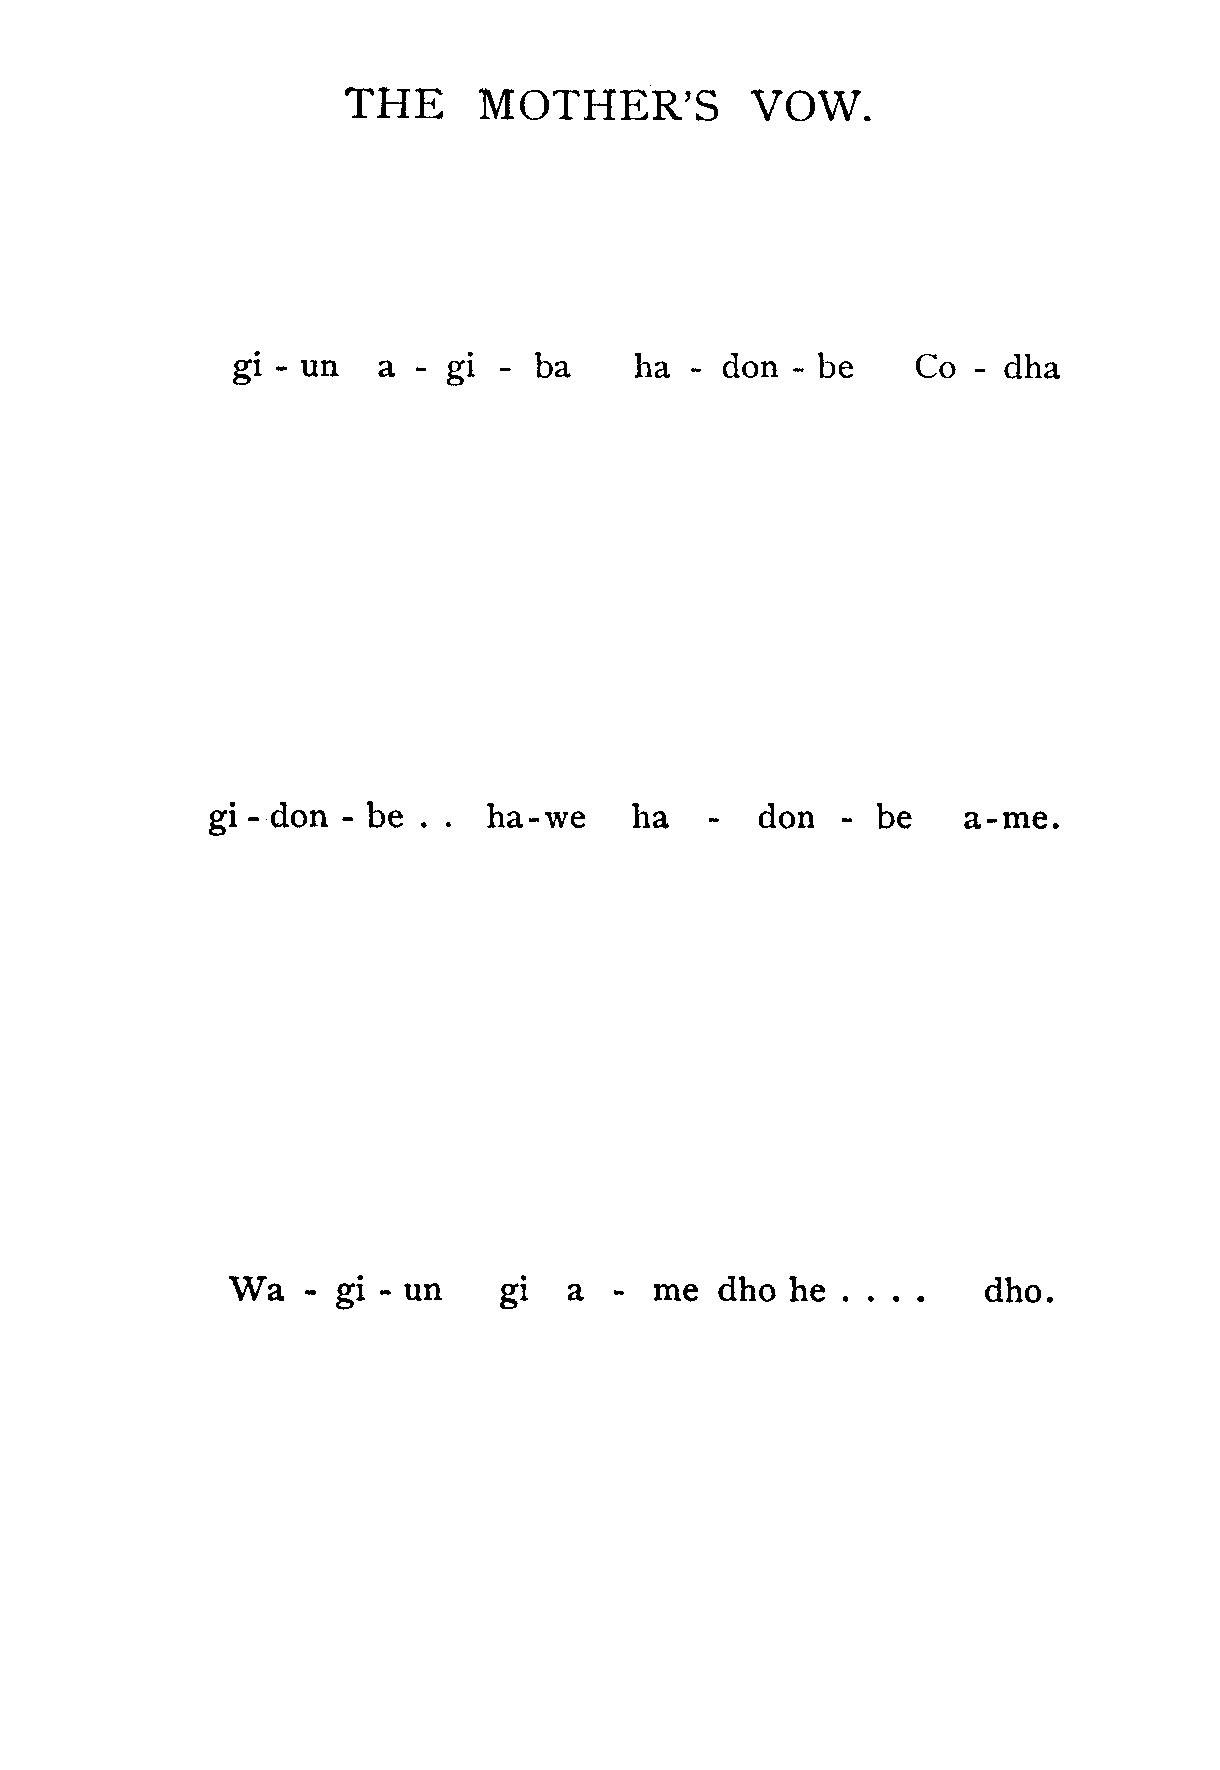 THE MOTHER'S VOW.
gi - un a - gi - ba ha - don - be Co - dha
gi - don - be . . ha-we ha - don - be a-me.
Wa - gi - un gi a - me dho he . . . . dho.